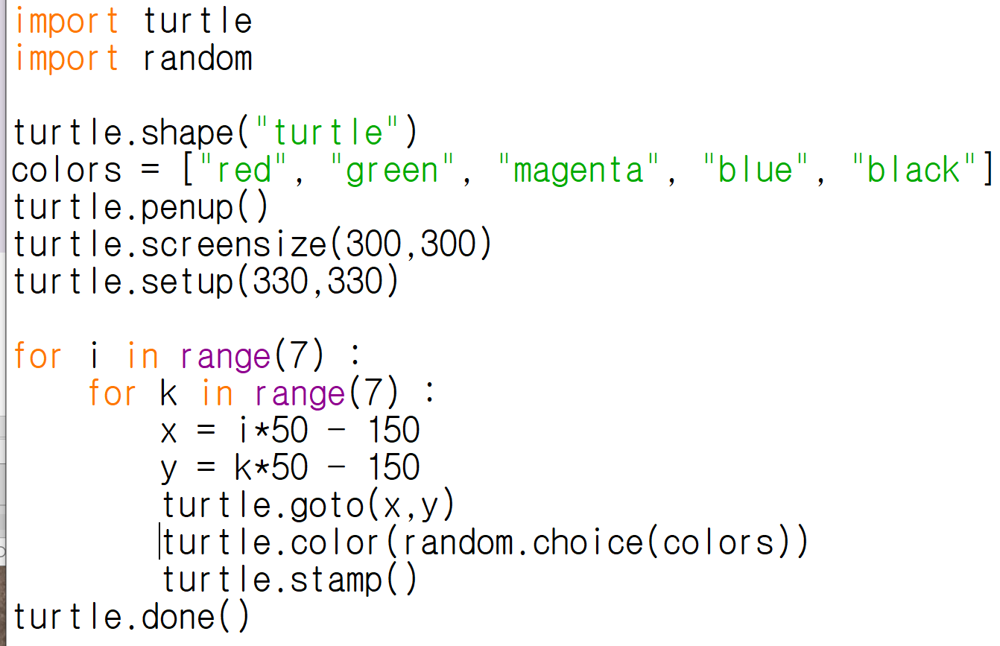 import turtle
import random

turtle.shape("turtle")
colors = ["red", "green", "magenta", "blue", "black"]
turtle.penup()
turtle.screensize(300,300)
turtle.setup(330,330)

for i in range(7) :
    for k in range(7) :
        x = i*50 - 150
        y = k*50 - 150
        turtle.goto(x,y)
        turtle.color(random.choice(colors))
        turtle.stamp()
turtle.done()